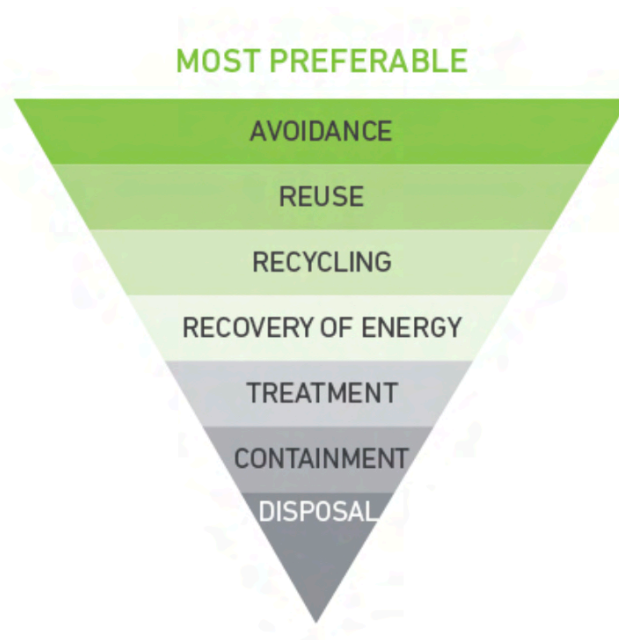 MOST PREFERABLE
AVOIDANCE
REUSE
RECYCLING
RECOVERY OF ENERGY
TREATMENT
CONTAINMENT
DISPOSAL